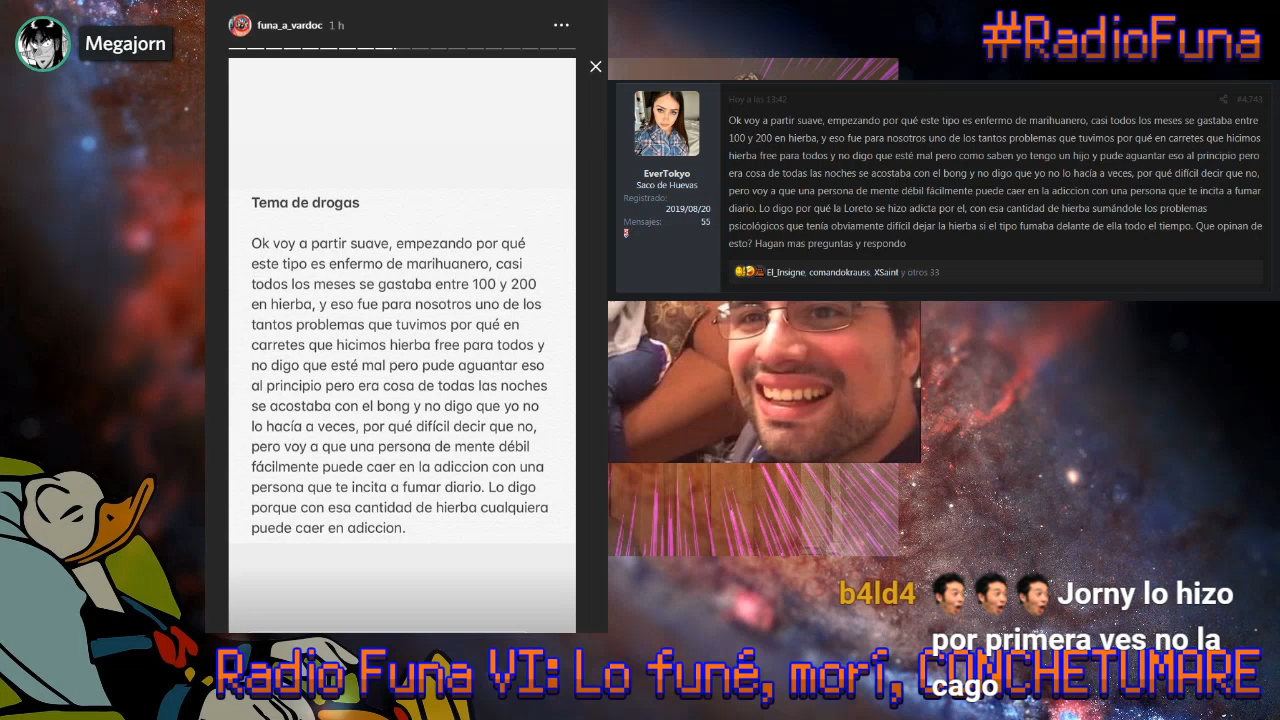 Megajorn
funa_a_vardoc 1 h
#RadioFuna
Tema de drogas
Ok voy a partir suave, empezando por qué
este tipo es enfermo de marihuanero, casi
todos los meses se gastaba entre 100 y 200
en hierba, y eso fue para nosotros uno de los
tantos problemas que tuvimos por qué en
carretes que hicimos hierba free para todos y
no digo que esté mal pero pude aguantar eso
al principio pero era cosa de todas las noches
se acostaba con el bong y no digo que yo no
lo hacía a veces, por qué difícil decir que no,
pero voy a que una persona de mente débil
fácilmente puede caer en la adiccion con una
persona que te incita a fumar diario. Lo digo
porque con esa cantidad de hierba cualquiera
puede caer en adiccion.
EverTokyo
Saco de Huevas
Registrado:
2019/08/20
Mensajes: 55
Hoy a las 13:42 #4,743
Ok voy a partir suave, empezando por qué este tipo es enfermo de marihuanero, casi todos los meses se gastaba entre
100 y 200 en hierba, y eso fue para nosotros uno de los tantos problemas que tuvimos por qué en carretes que hicimos
hierba free para todos y no digo que esté mal pero como saben yo tengo un hijo y pude aguantar eso al principio pero
era cosa de todas las noches se acostaba con el bong y no digo que yo no lo hacía a veces, por qué difícil decir que no,
pero voy a que una persona de mente débil fácilmente puede caer en la adiccion con una persona que te incita a fumar
diario. Lo digo por qué la Loreto se hizo adicta por el, con esa cantidad de hierba sumándole los problemas
psicológicos que tenía obviamente difícil dejar la hierba si el tipo fumaba delante de ella todo el tiempo. Que opinan de
esto? Hagan mas preguntas y respondo
El_Insigne, comandokrauss, XSaint y otros 33
b4ld4 Jorny lo hizo
por primera ves no la
cago
Radio Funa VI: Lo funé, morí, CONCHETUMARE